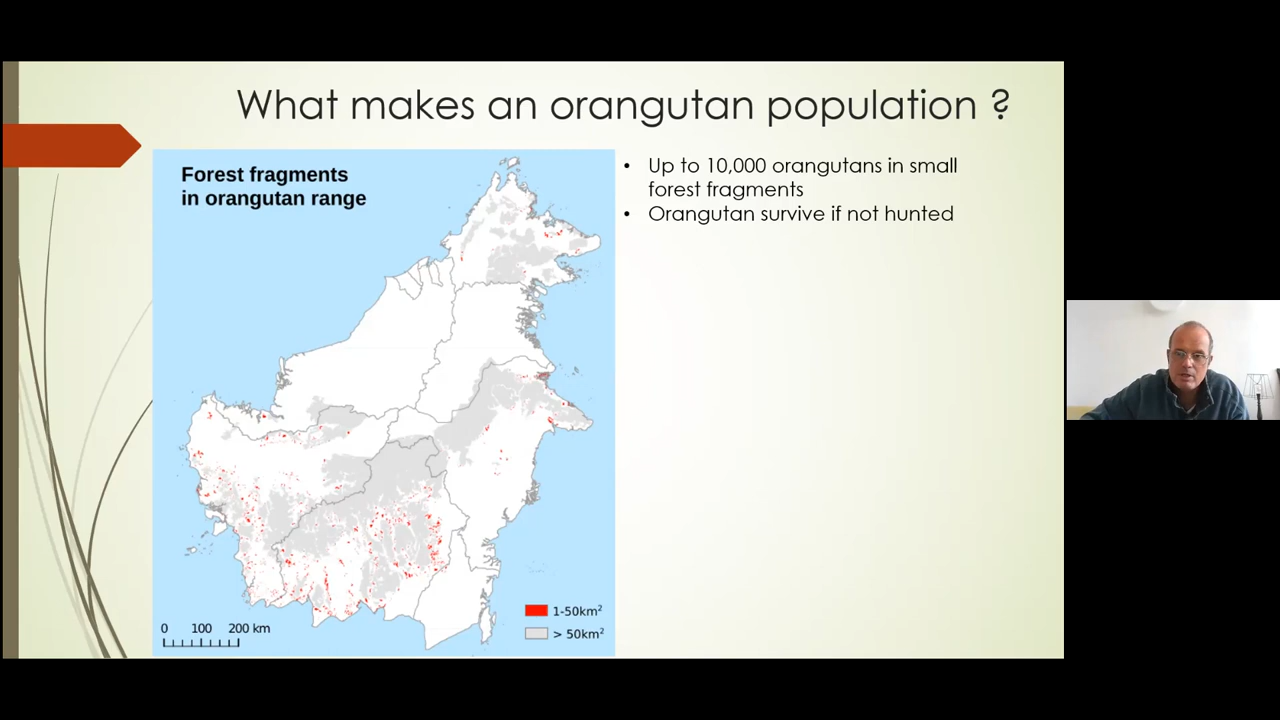 What makes an orangutan population ?
Forest fragments
in orangutan range
• Up to 10,000 orangutans in small
forest fragments
• Orangutan survive if not hunted
1-50km²
> 50km²
0 100 200 km